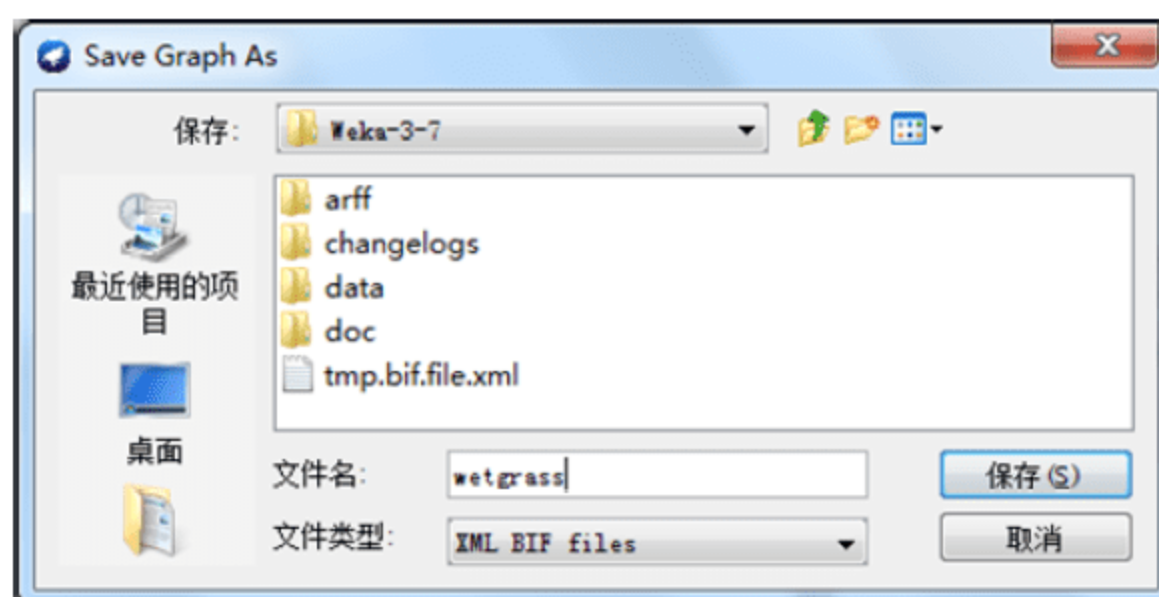 Save Graph As
保存:
Weka-3-7
arff
changelogs
data
doc
tmp.bif.file.xml
最近使用的项
目
桌面
文件名:
wetgrass
保存(S)
文件类型:
XML BIF files
取消